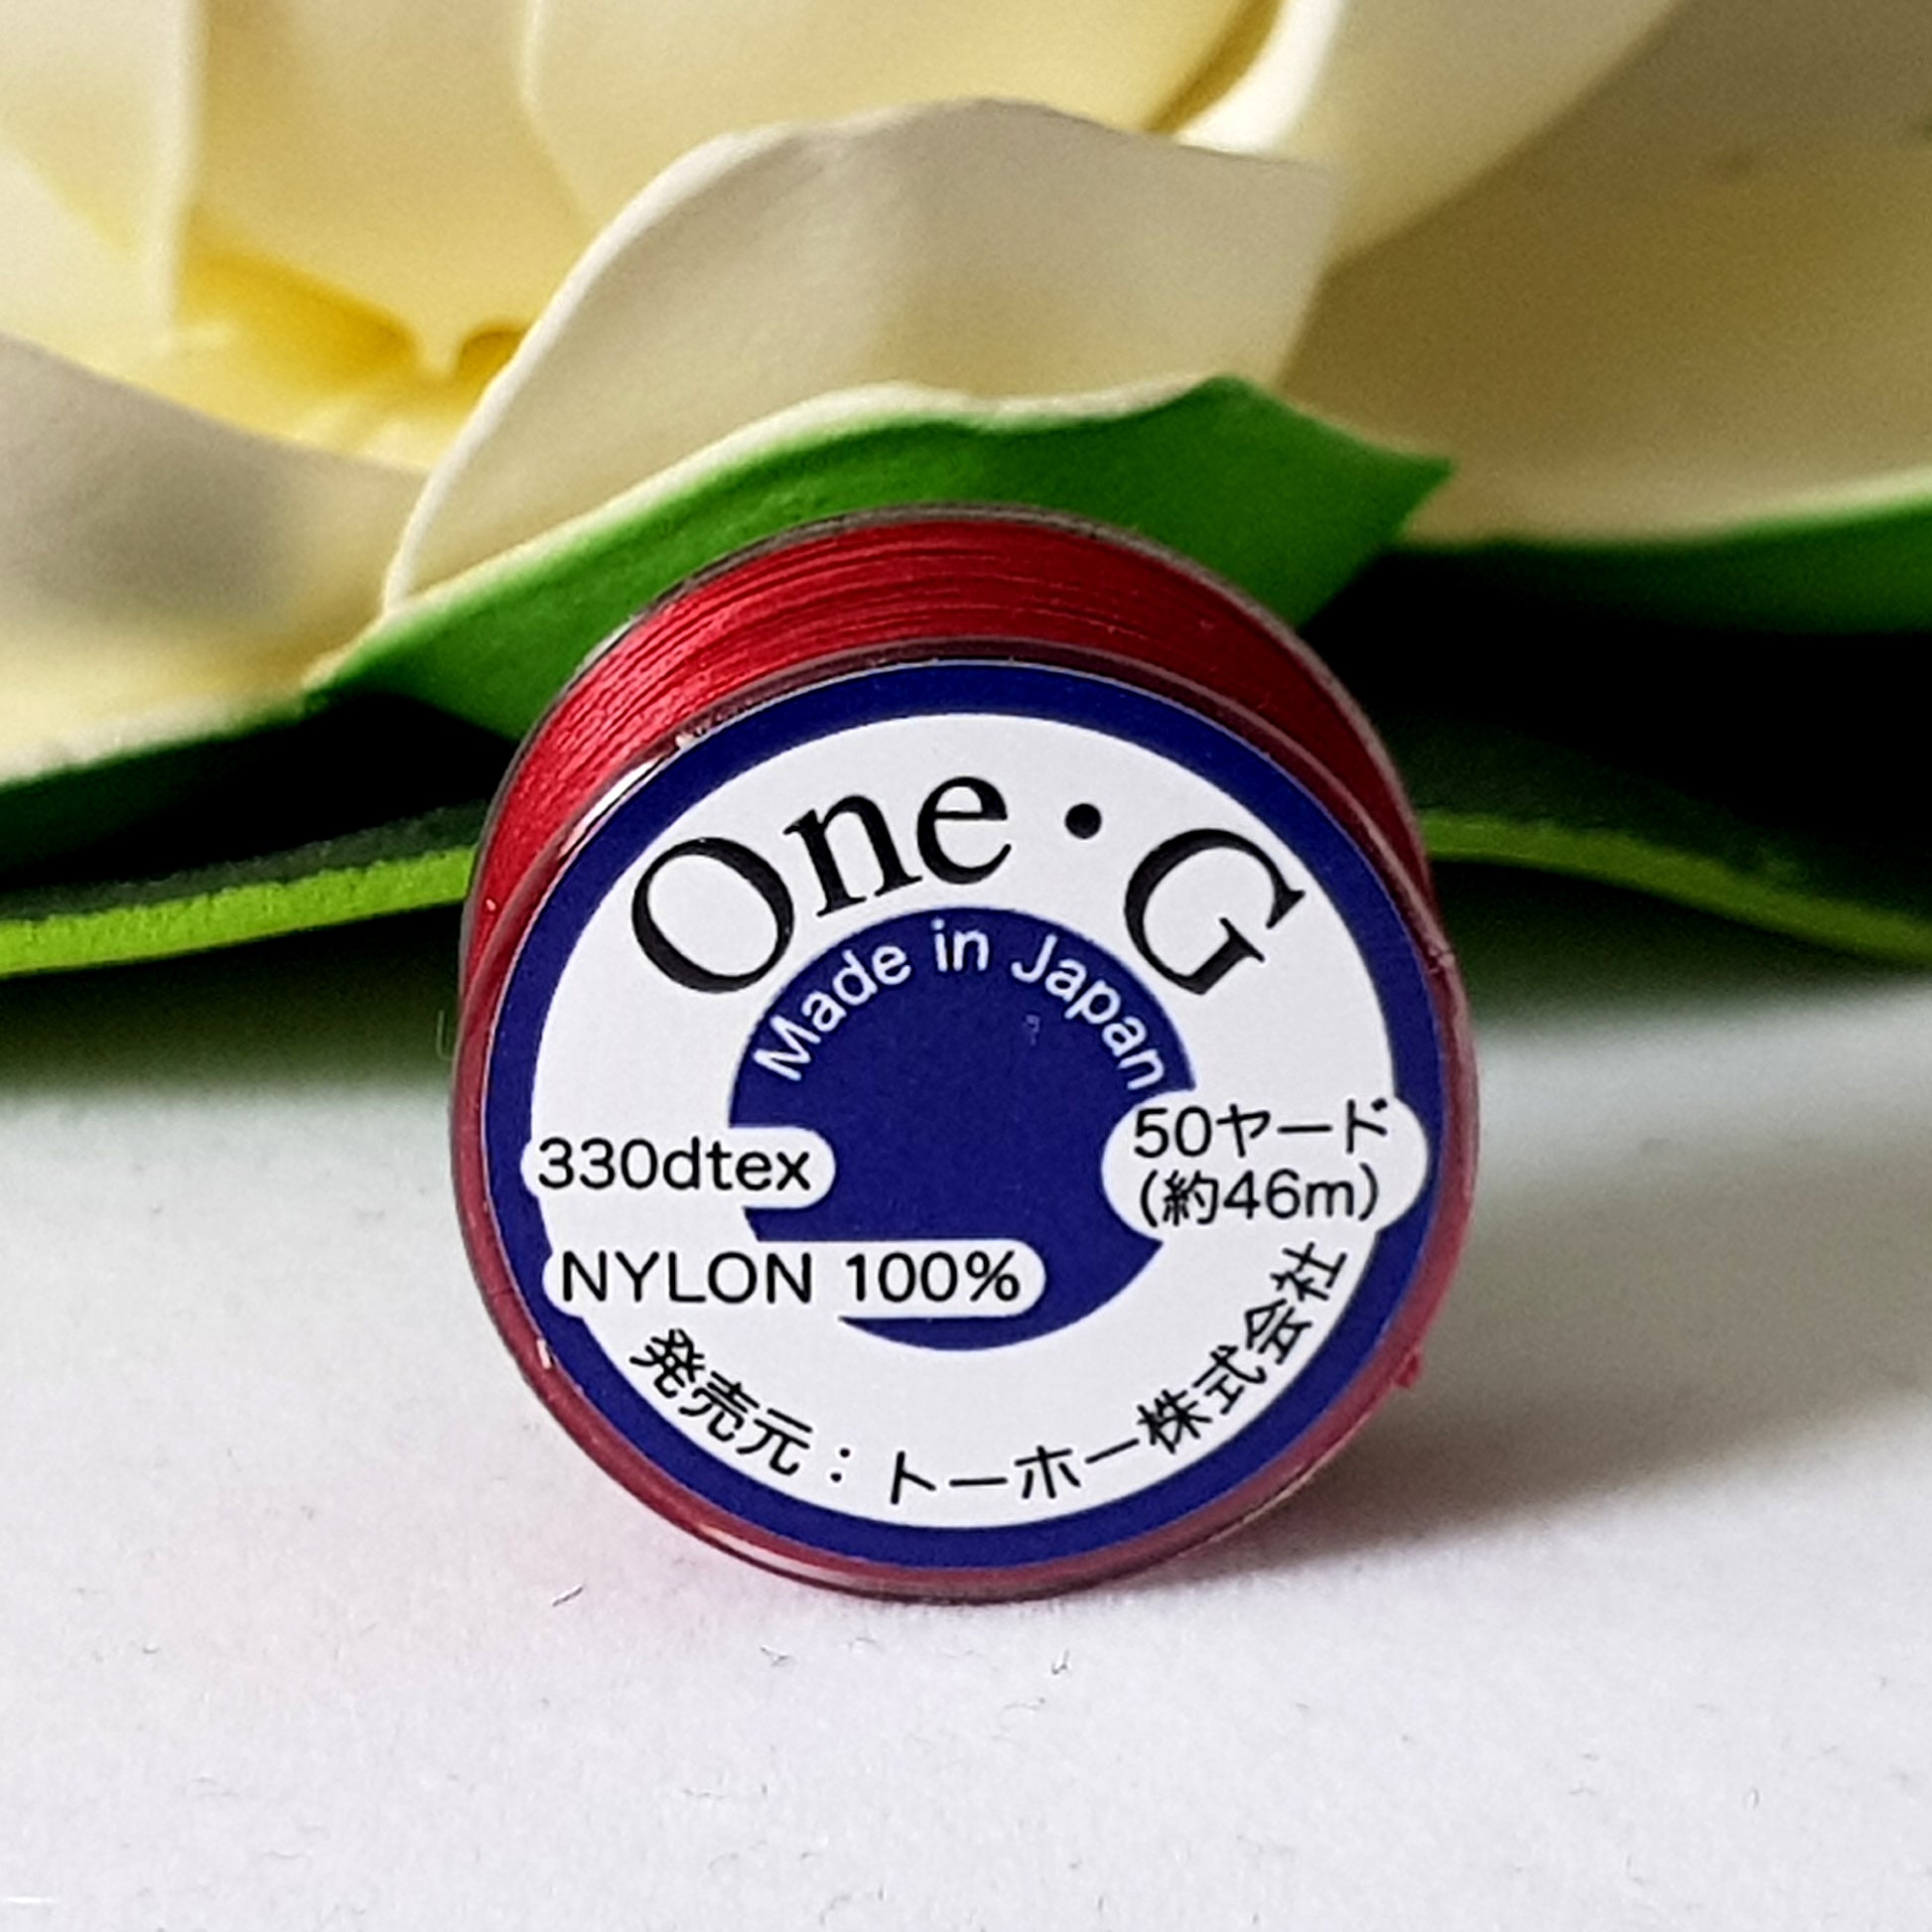 One・G
Made in Japan
330dtex
50ヤード
(約46m)
NYLON 100%
発売元：トーホー株式会社